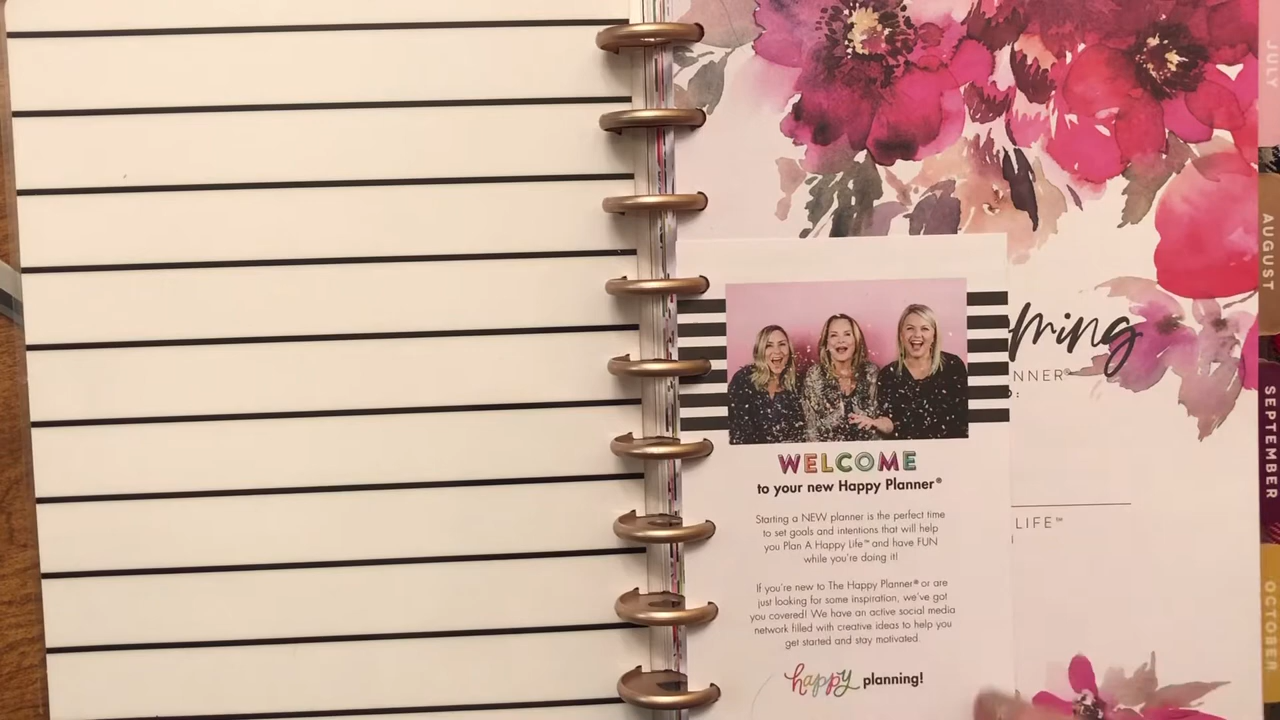 WELCOME
to your new Happy Planner®
Starting a NEW planner is the perfect time
to set goals and intentions that will help
you Plan A Happy Life™ and have FUN
while you're doing it!
If you're new to The Happy Planner® or are
just looking for some inspiration, we've got
you covered! We have an active social media
network filled with creative ideas to help you
get started and stay motivated.
happy planning!
ming
NNER®
LIFE™
JULY
AUGUST
SEPTEMBER
OCTOBER